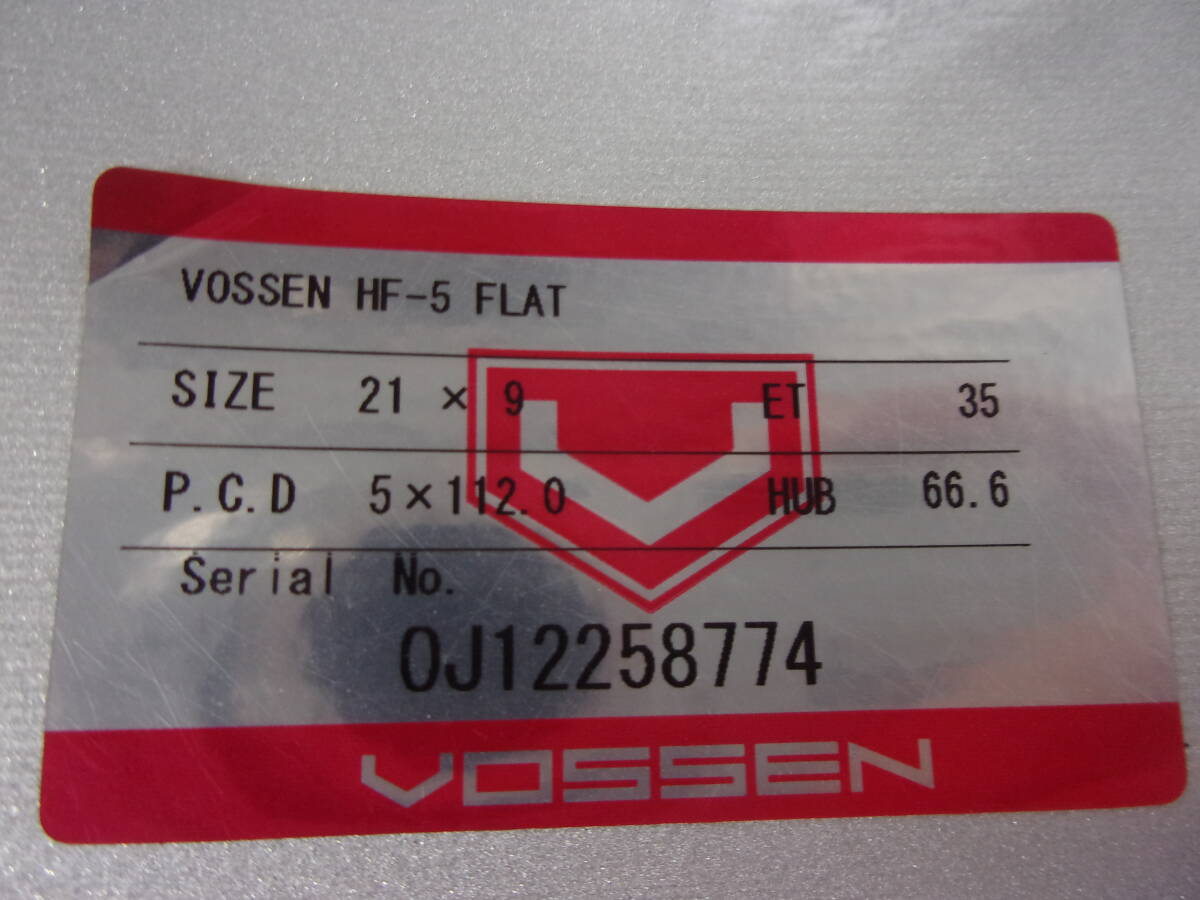 VOSSEN HF-5 FLAT
SIZE 21 × 9 ET 35
P.C.D 5×112.0 HUB 66.6
Serial No.
0J12258774
VOSSEN